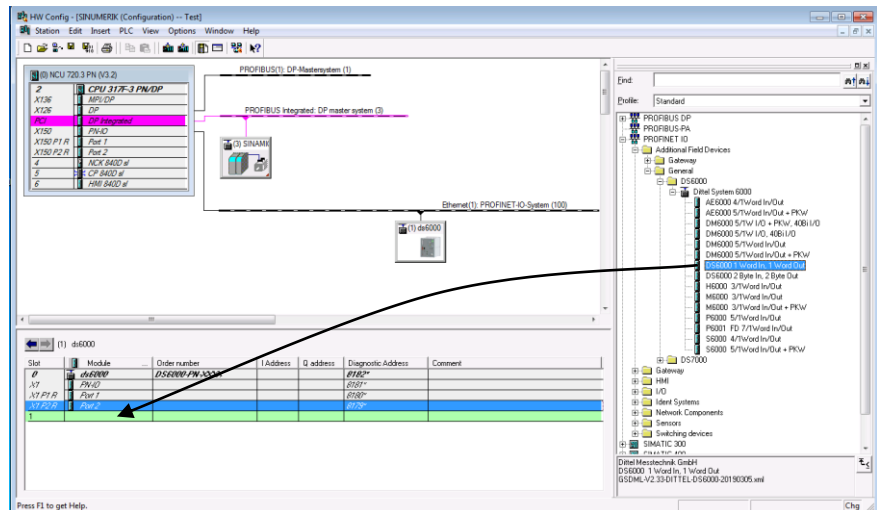 HW Config - [SINUMERIK (Configuration) -- Test]
Station Edit Insert PLC View Options Window Help
(0) NCU 720.3 PN (V3.2)
2 CPU 317F-3 PN/DP
X136 MPI/DP
X126 DP
PCI DP Integrated
X150 PN-IO
X150 P1 R Port 1
X150 P2 R Port 2
4 NCK 840D sl
5 CP 840D sl
6 HMI 840D sl
PROFIBUS(1): DP-Mastersystem (1)
PROFIBUS Integrated: DP master system (3)
(3) SINAMI
Ethernet(1): PROFINET-IO-System (100)
(1) ds6000
Find:
Profile: Standard
PROFIBUS DP
PROFIBUS-PA
PROFINET IO
Additional Field Devices
Gateway
General
DS6000
Dittel System 6000
AE6000 4/1Word In/Out
AE6000 5/1Word In/Out + PKW
DM6000 5/1W I/O + PKW, 40Bi I/O
DM6000 5/1W I/O, 40Bi I/O
DM6000 5/1Word In/Out
DM6000 5/1Word In/Out + PKW
DS6000 1 Word In, 1 Word Out
DS6000 2 Byte In, 2 Byte Out
H6000 3/1Word In/Out
M6000 3/1Word In/Out
M6000 3/1Word In/Out + PKW
P6000 5/1Word In/Out
P6001 FD 7/1Word In/Out
S6000 4/1Word In/Out
S6000 5/1Word In/Out + PKW
DS7000
Gateway
HMI
I/O
Ident Systems
Network Components
Sensors
Switching devices
SIMATIC 300
SIMATIC 400
(1) ds6000
Slot Module ... Order number I Address Q address Diagnostic Address Comment
0 ds6000 DS6000-PN-XXXX 8182*
X1 PN-IO 8181*
X1 P1 R Port 1 8180*
X1 P2 R Port 2 8179*
1
Dittel Messtechnik GmbH
DS6000 1 Word In, 1 Word Out
GSDML-V2.33-DITTEL-DS6000-20190305.xml
Press F1 to get Help.
Chg